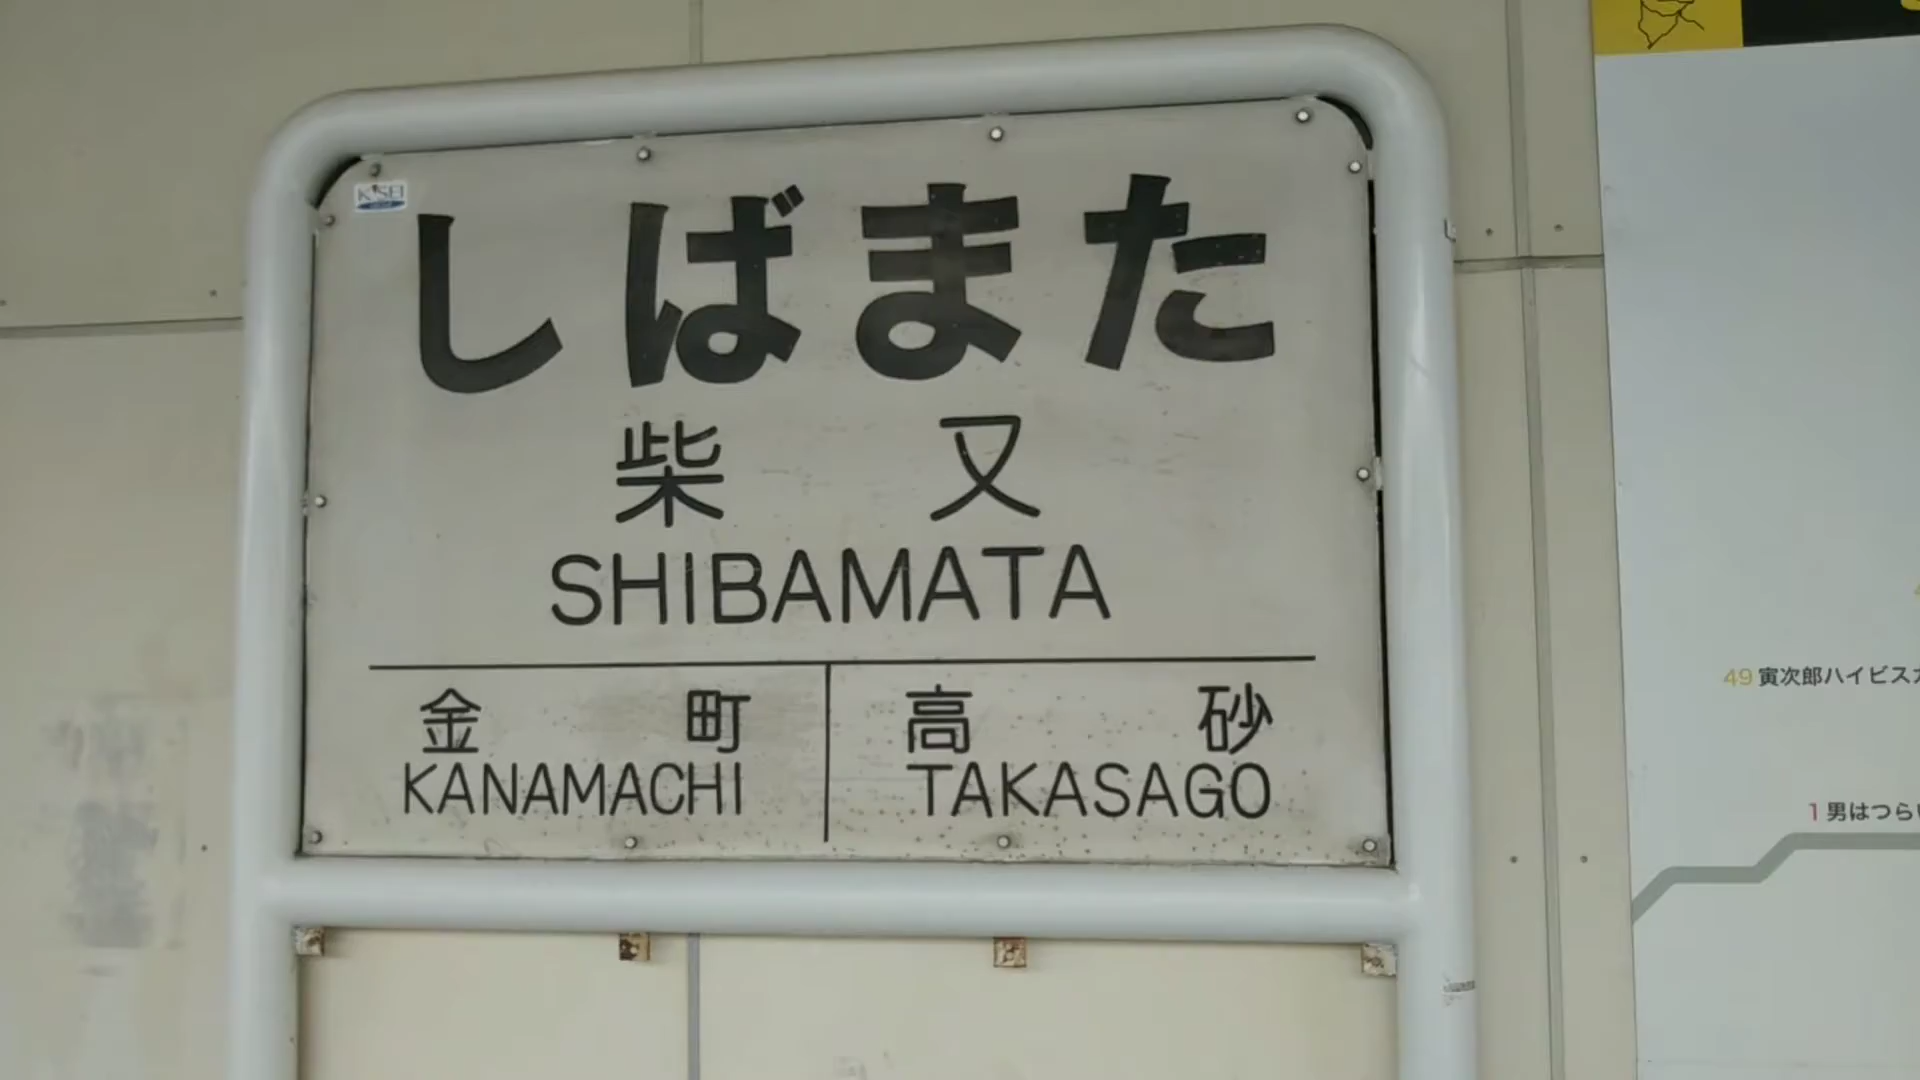 しばまた
柴又
SHIBAMATA
金町
KANAMACHI
高砂
TAKASAGO
49 寅次郎ハイビス
1 男はつら